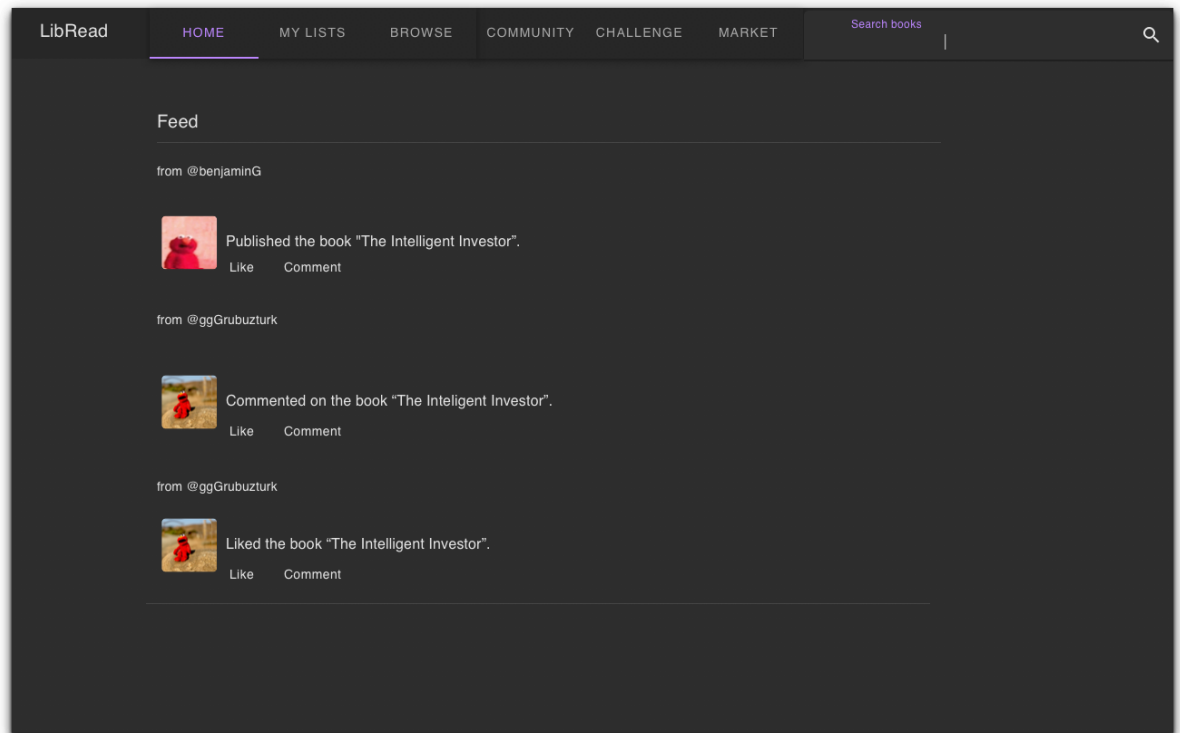 LibRead
HOME
MY LISTS
BROWSE
COMMUNITY
CHALLENGE
MARKET
Search books
Feed
from @benjaminG
Published the book "The Intelligent Investor”.
Like Comment
from @ggGrubuzturk
Commented on the book “The Inteligent Investor”.
Like Comment
from @ggGrubuzturk
Liked the book “The Intelligent Investor”.
Like Comment